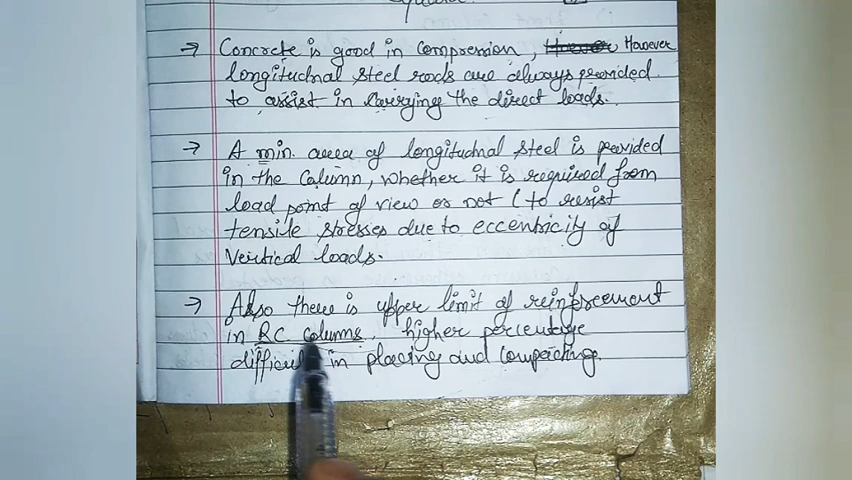 → Concrete is good in compression, However
longitudnal steel rods are always provided
to assist in carrying the direct loads.
→ A min. area of longitudnal steel is provided
in the Column, whether it is required from
load point of view or not (to resist
tensile stresses due to eccentricity of
vertical loads.
→ Also there is upper limit of reinforcement
in RC columns, higher percentage
difficult in placing and compacting.